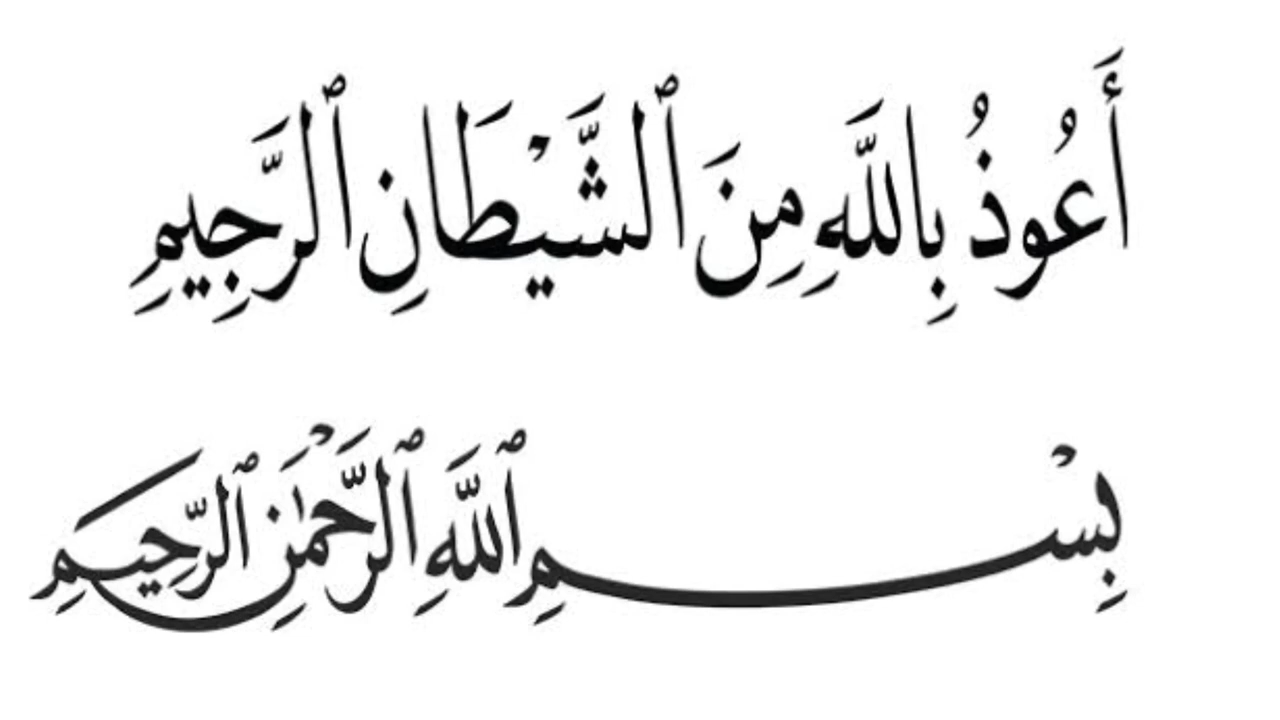 أَعُوذُ بِاللَّهِ مِنَ ٱلشَّيْطَانِ ٱلرَّجِيمِ
بِسْمِ ٱللَّهِ ٱلرَّحْمَٰنِ ٱلرَّحِيمِ